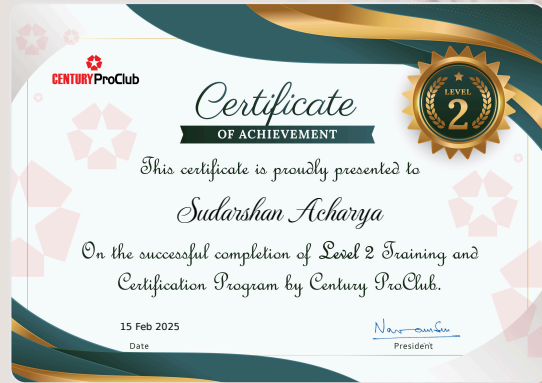 CENTURY ProClub
Certificate
OF ACHIEVEMENT
LEVEL
2
This certificate is proudly presented to
Sudarshan Acharya
On the successful completion of Level 2 Training and
Certification Program by Century ProClub.
15 Feb 2025
Date
President